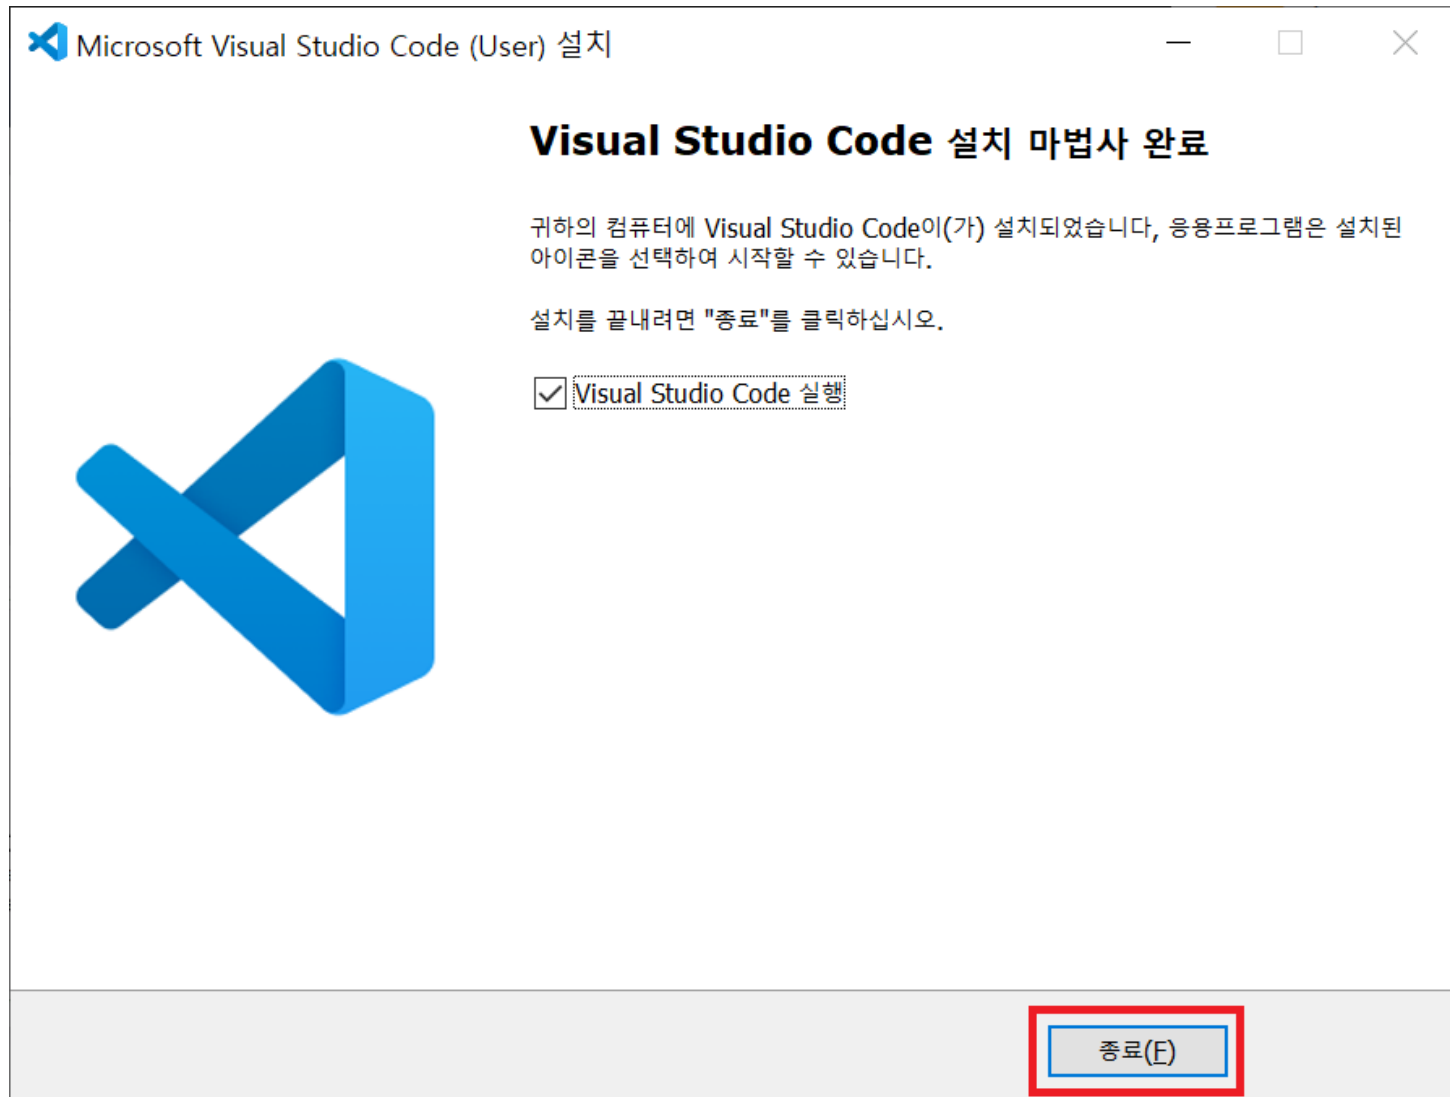 Microsoft Visual Studio Code (User) 설치
Visual Studio Code 설치 마법사 완료
귀하의 컴퓨터에 Visual Studio Code이(가) 설치되었습니다, 응용프로그램은 설치된
아이콘을 선택하여 시작할 수 있습니다.
설치를 끝내려면 "종료"를 클릭하십시오.
Visual Studio Code 실행
종료(F)